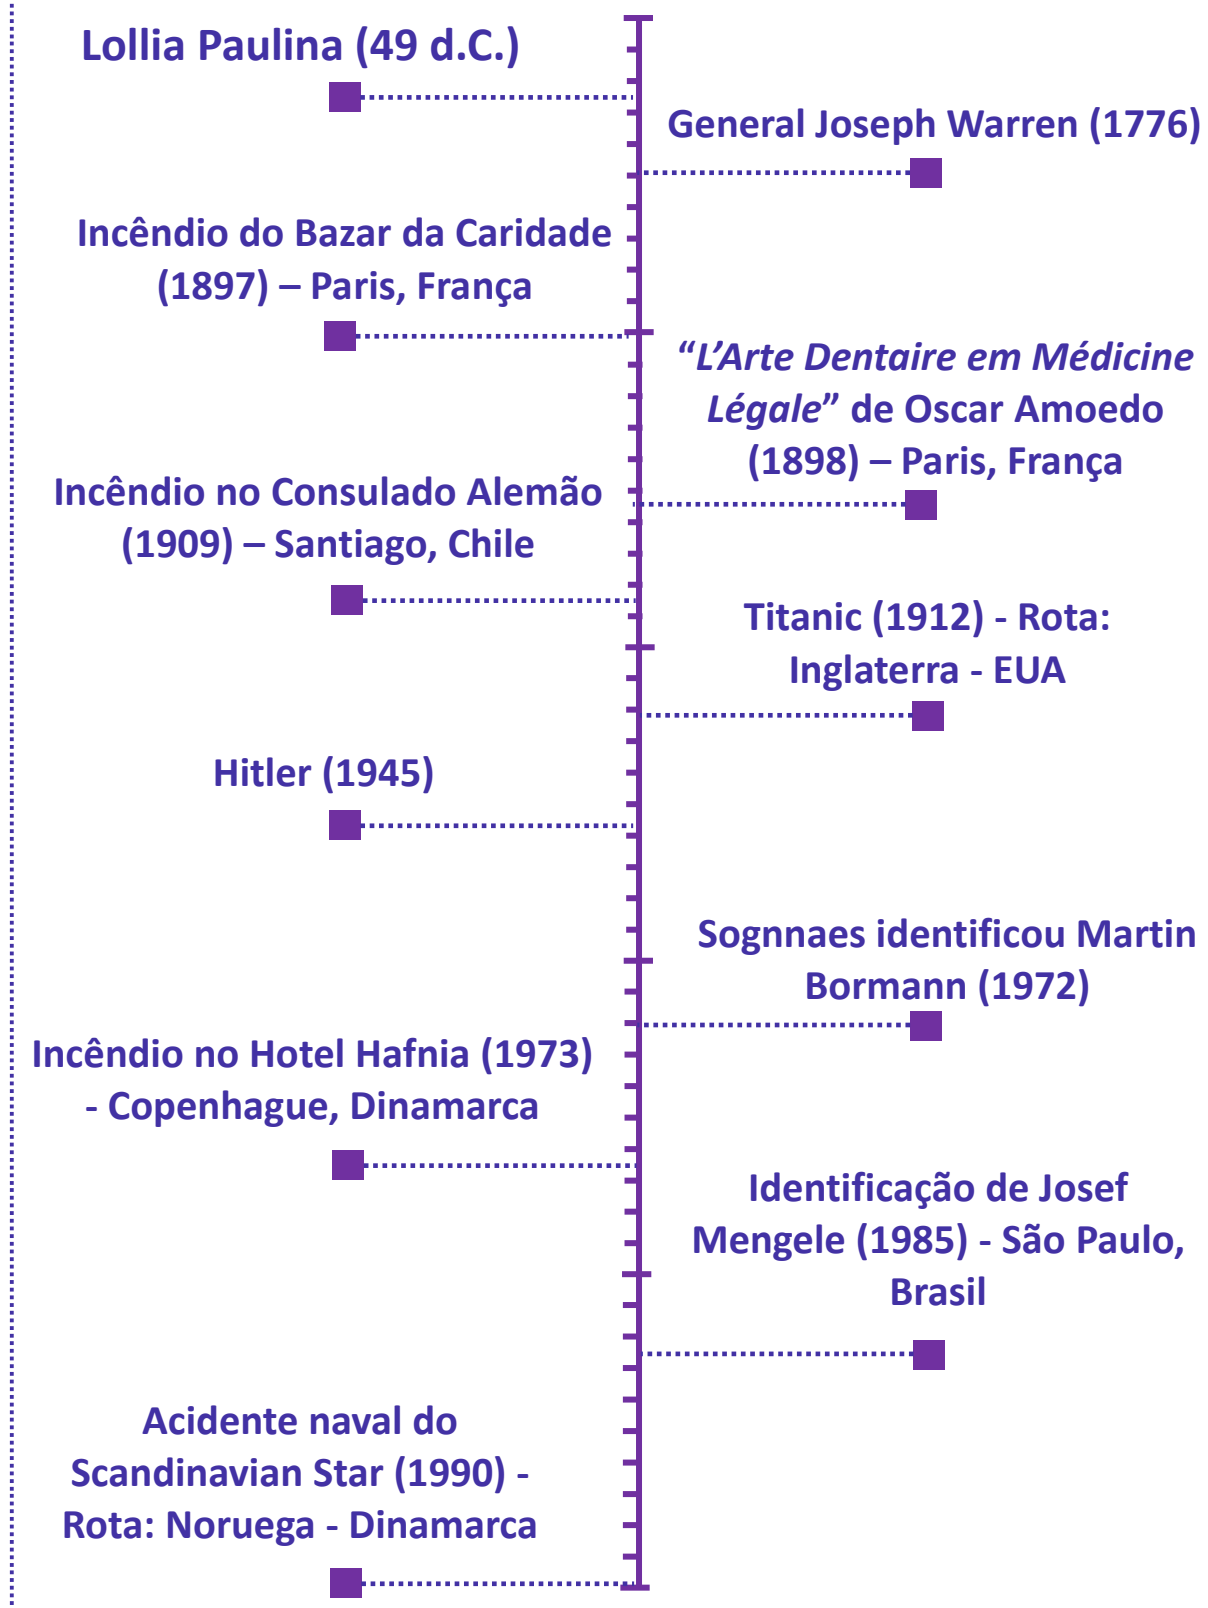 Lollia Paulina (49 d.C.)
General Joseph Warren (1776)
Incêndio do Bazar da Caridade
(1897) – Paris, França
“L’Arte Dentaire em Médicine
Légale” de Oscar Amoedo
(1898) – Paris, França
Incêndio no Consulado Alemão
(1909) – Santiago, Chile
Titanic (1912) - Rota:
Inglaterra - EUA
Hitler (1945)
Sognnaes identificou Martin
Bormann (1972)
Incêndio no Hotel Hafnia (1973)
- Copenhague, Dinamarca
Identificação de Josef
Mengele (1985) - São Paulo,
Brasil
Acidente naval do
Scandinavian Star (1990) -
Rota: Noruega - Dinamarca